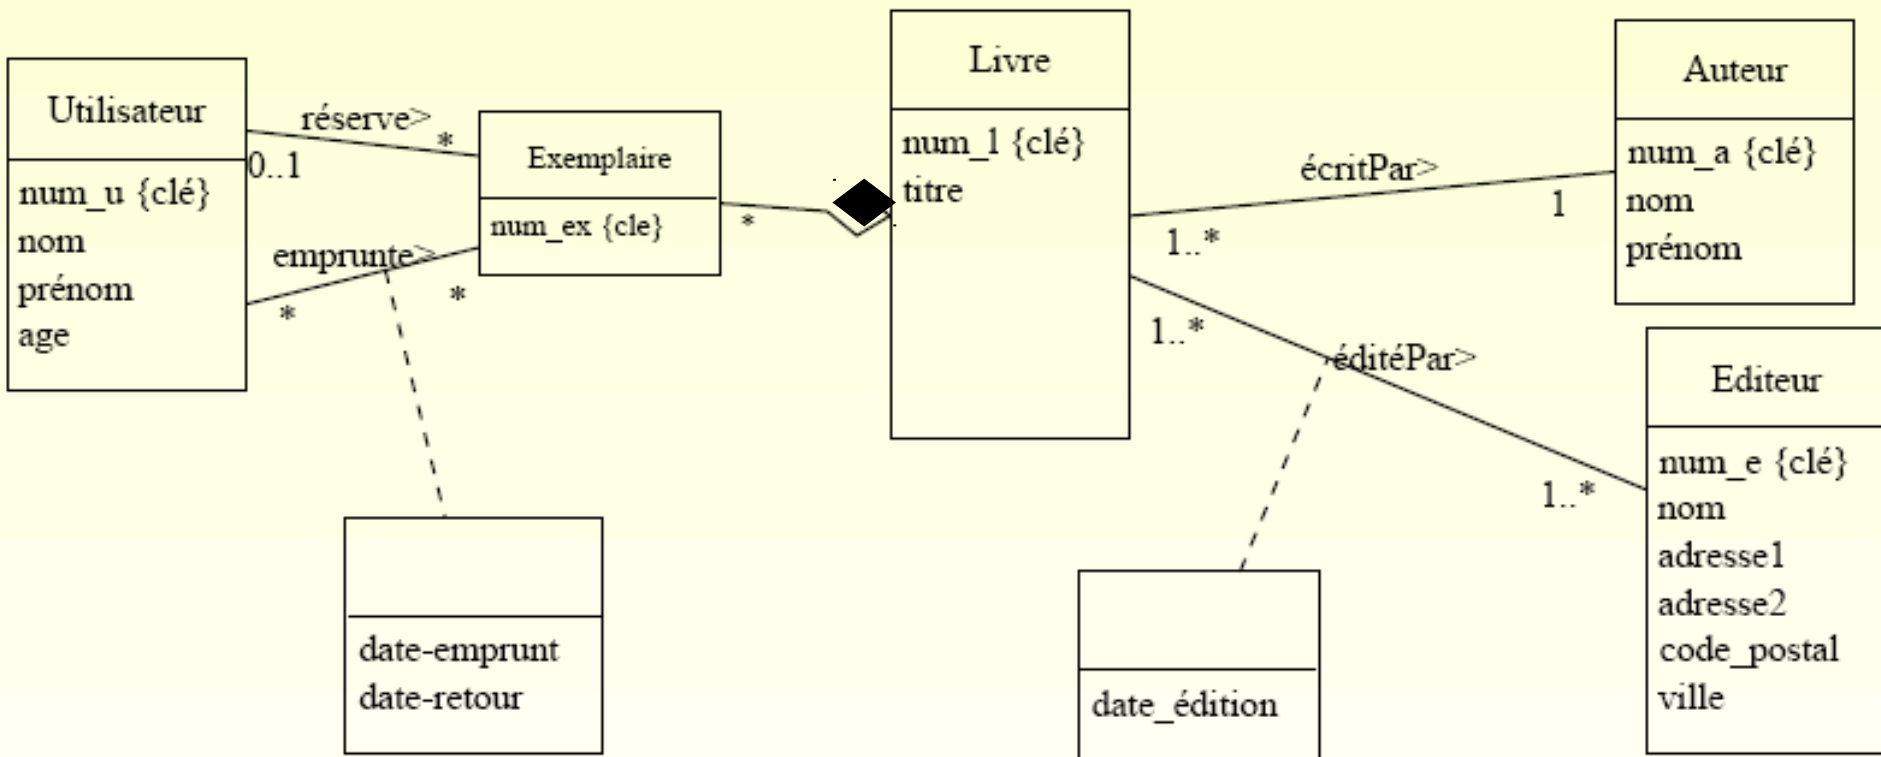 Utilisateur
num_u {clé}
nom
prénom
age
réserve>
0..1
*
emprunte>
*
*
Exemplaire
num_ex {cle}
*
date-emprunt
date-retour
Livre
num_l {clé}
titre
écritPar>
1..*
1
Auteur
num_a {clé}
nom
prénom
1..*
éditéPar>
1..*
date_édition
Editeur
num_e {clé}
nom
adresse1
adresse2
code_postal
ville